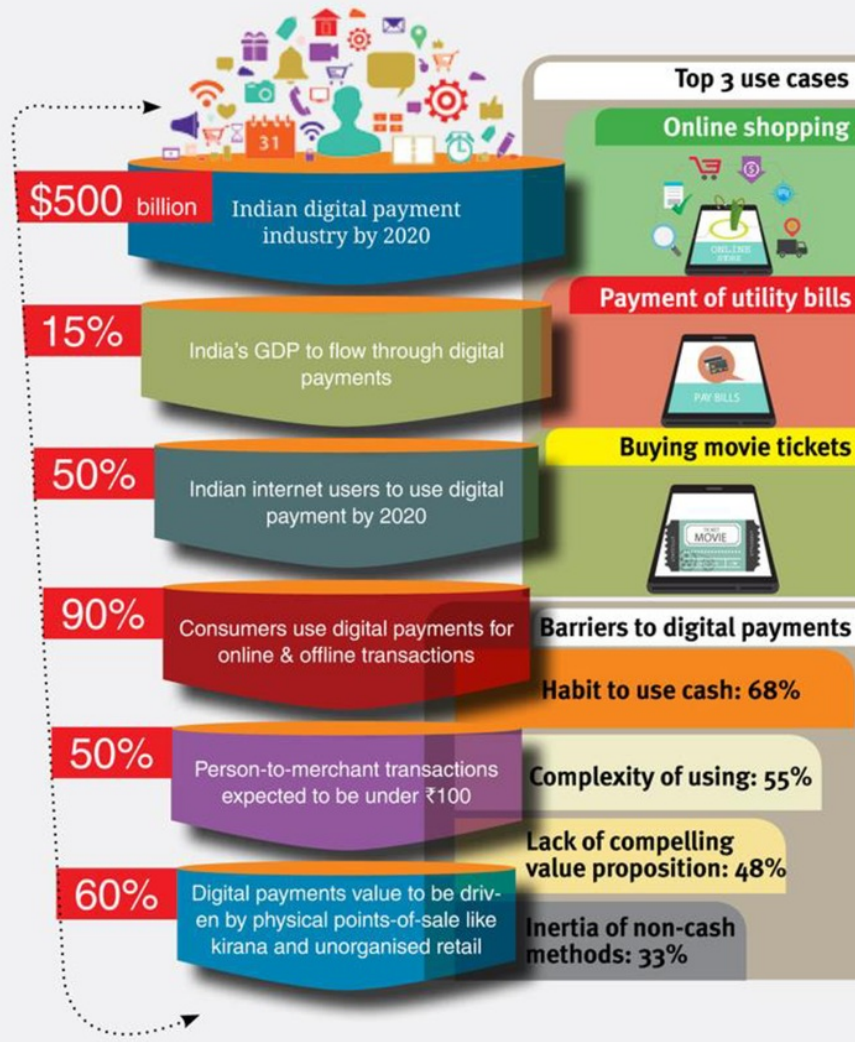 31
$500 billion
Indian digital payment
industry by 2020
15%
India's GDP to flow through digital
payments
50%
Indian internet users to use digital
payment by 2020
90%
Consumers use digital payments for
online & offline transactions
50%
Person-to-merchant transactions
expected to be under ₹100
60%
Digital payments value to be driv-
en by physical points-of-sale like
kirana and unorganised retail
Top 3 use cases
Online shopping
ONLINE
Payment of utility bills
PAY BILLS
Buying movie tickets
MOVIE
Barriers to digital payments
Habit to use cash: 68%
Complexity of using: 55%
Lack of compelling
value proposition: 48%
Inertia of non-cash
methods: 33%